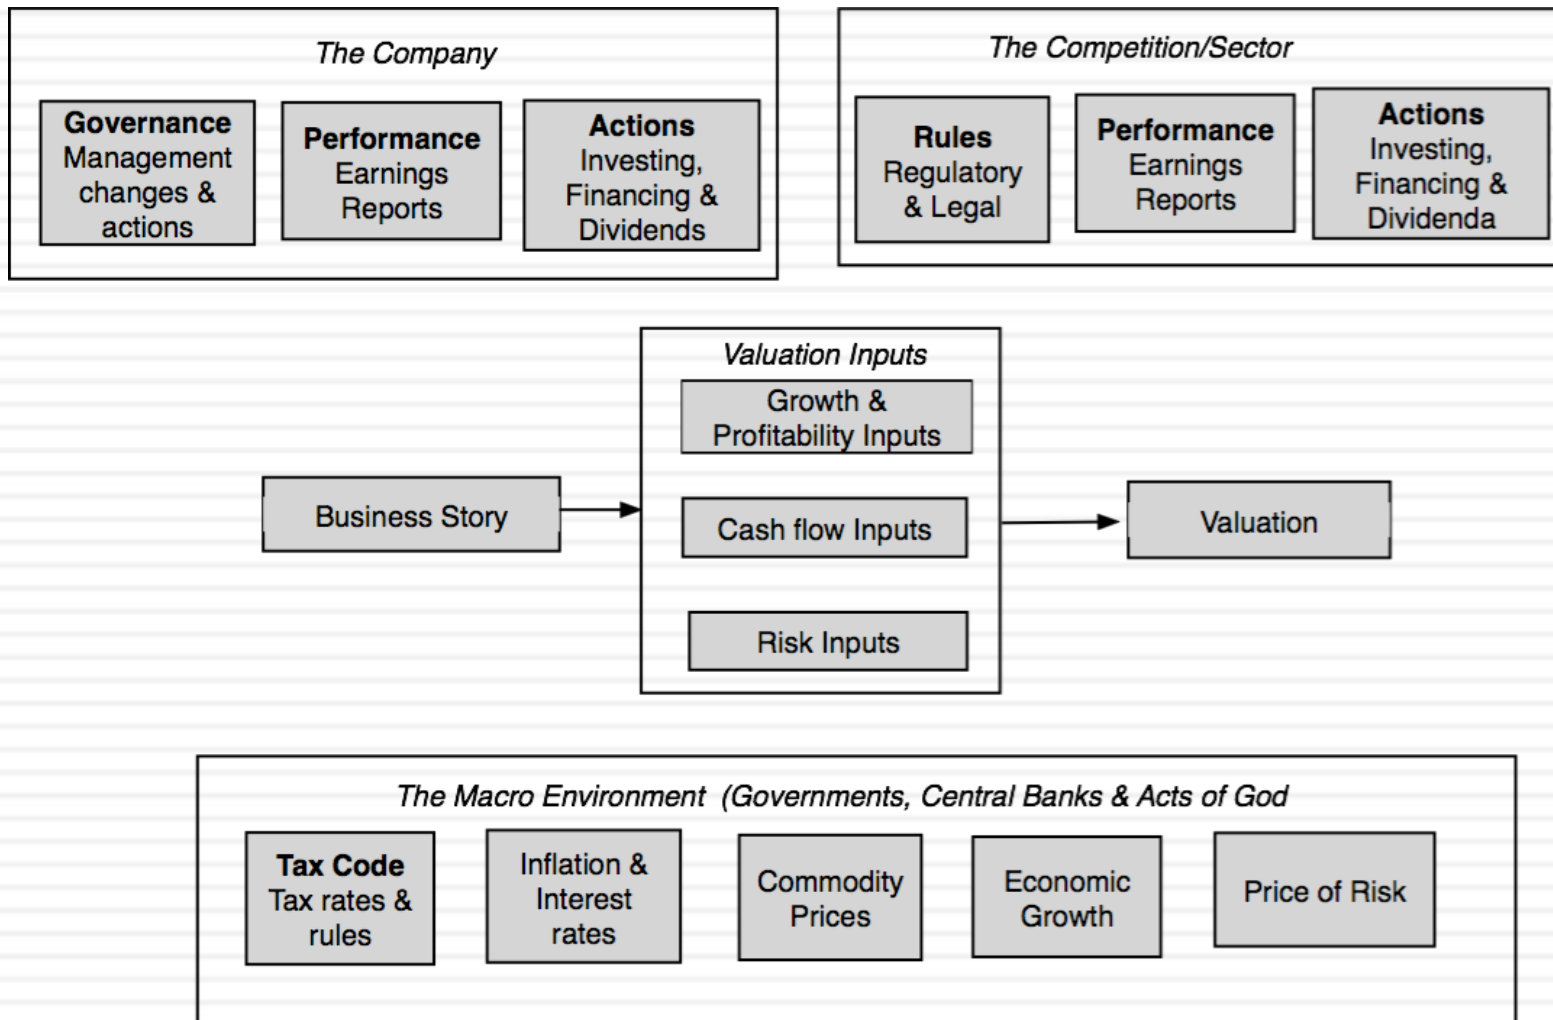 The Company
Governance
Management
changes &
actions
Performance
Earnings
Reports
Actions
Investing,
Financing &
Dividends
The Competition/Sector
Rules
Regulatory
& Legal
Performance
Earnings
Reports
Actions
Investing,
Financing &
Dividenda
Valuation Inputs
Growth &
Profitability Inputs
Business Story
Cash flow Inputs
Valuation
Risk Inputs
The Macro Environment  (Governments, Central Banks & Acts of God
Tax Code
Tax rates &
rules
Inflation &
Interest
rates
Commodity
Prices
Economic
Growth
Price of Risk